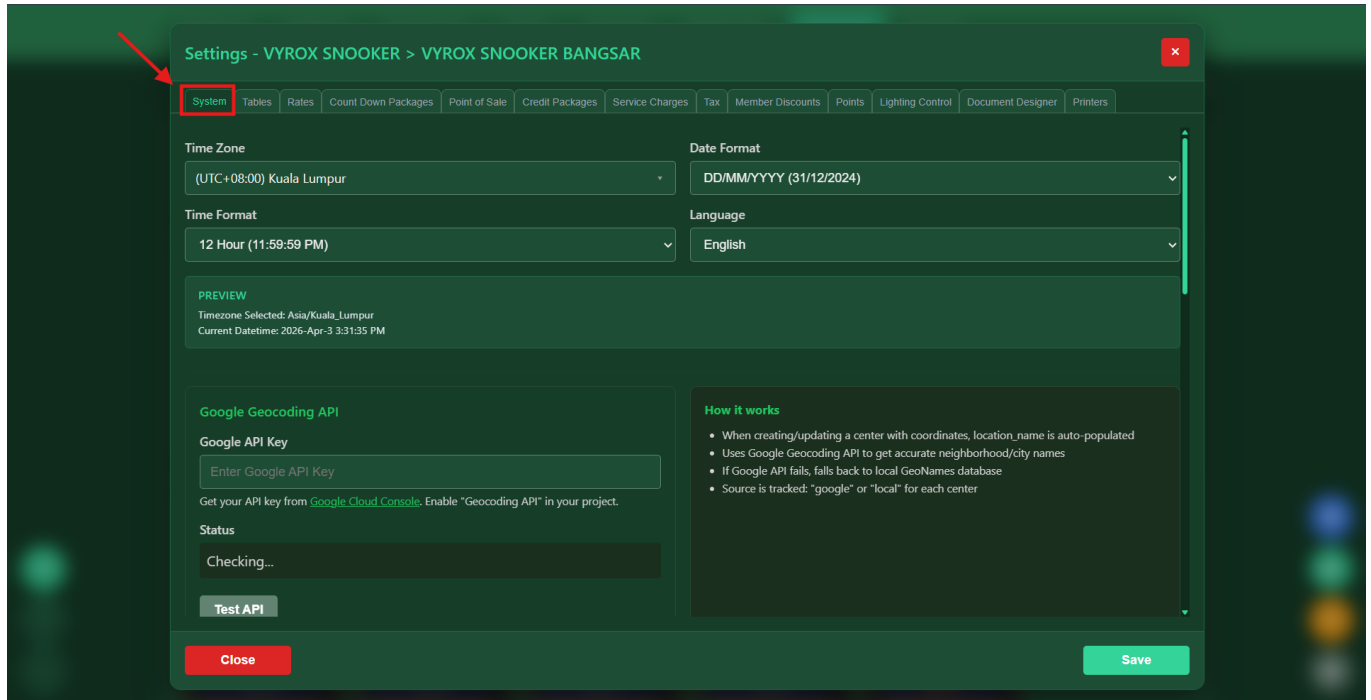 Settings - VYROX SNOOKER > VYROX SNOOKER BANGSAR
×
System Tables Rates Count Down Packages Point of Sale Credit Packages Service Charges Tax Member Discounts Points Lighting Control Document Designer Printers
Time Zone
(UTC+08:00) Kuala Lumpur
Date Format
DD/MM/YYYY (31/12/2024)
Time Format
12 Hour (11:59:59 PM)
Language
English
PREVIEW
Timezone Selected: Asia/Kuala_Lumpur
Current Datetime: 2026-Apr-3 3:31:35 PM
Google Geocoding API
Google API Key
Enter Google API Key
Get your API key from Google Cloud Console. Enable "Geocoding API" in your project.
Status
Checking...
Test API
How it works
• When creating/updating a center with coordinates, location_name is auto-populated
• Uses Google Geocoding API to get accurate neighborhood/city names
• If Google API fails, falls back to local GeoNames database
• Source is tracked: "google" or "local" for each center
Close
Save